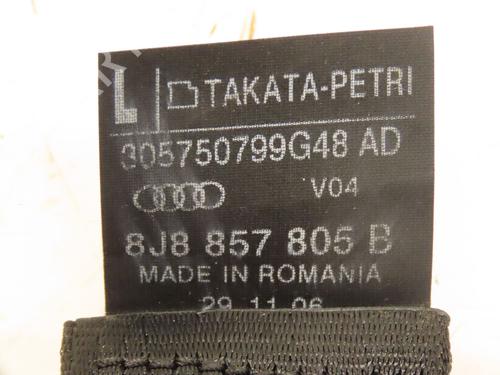 L TAKATA-PETRI
305750799G48 AD
V04
8J8 857 805 B
MADE IN ROMANIA
29.11.06